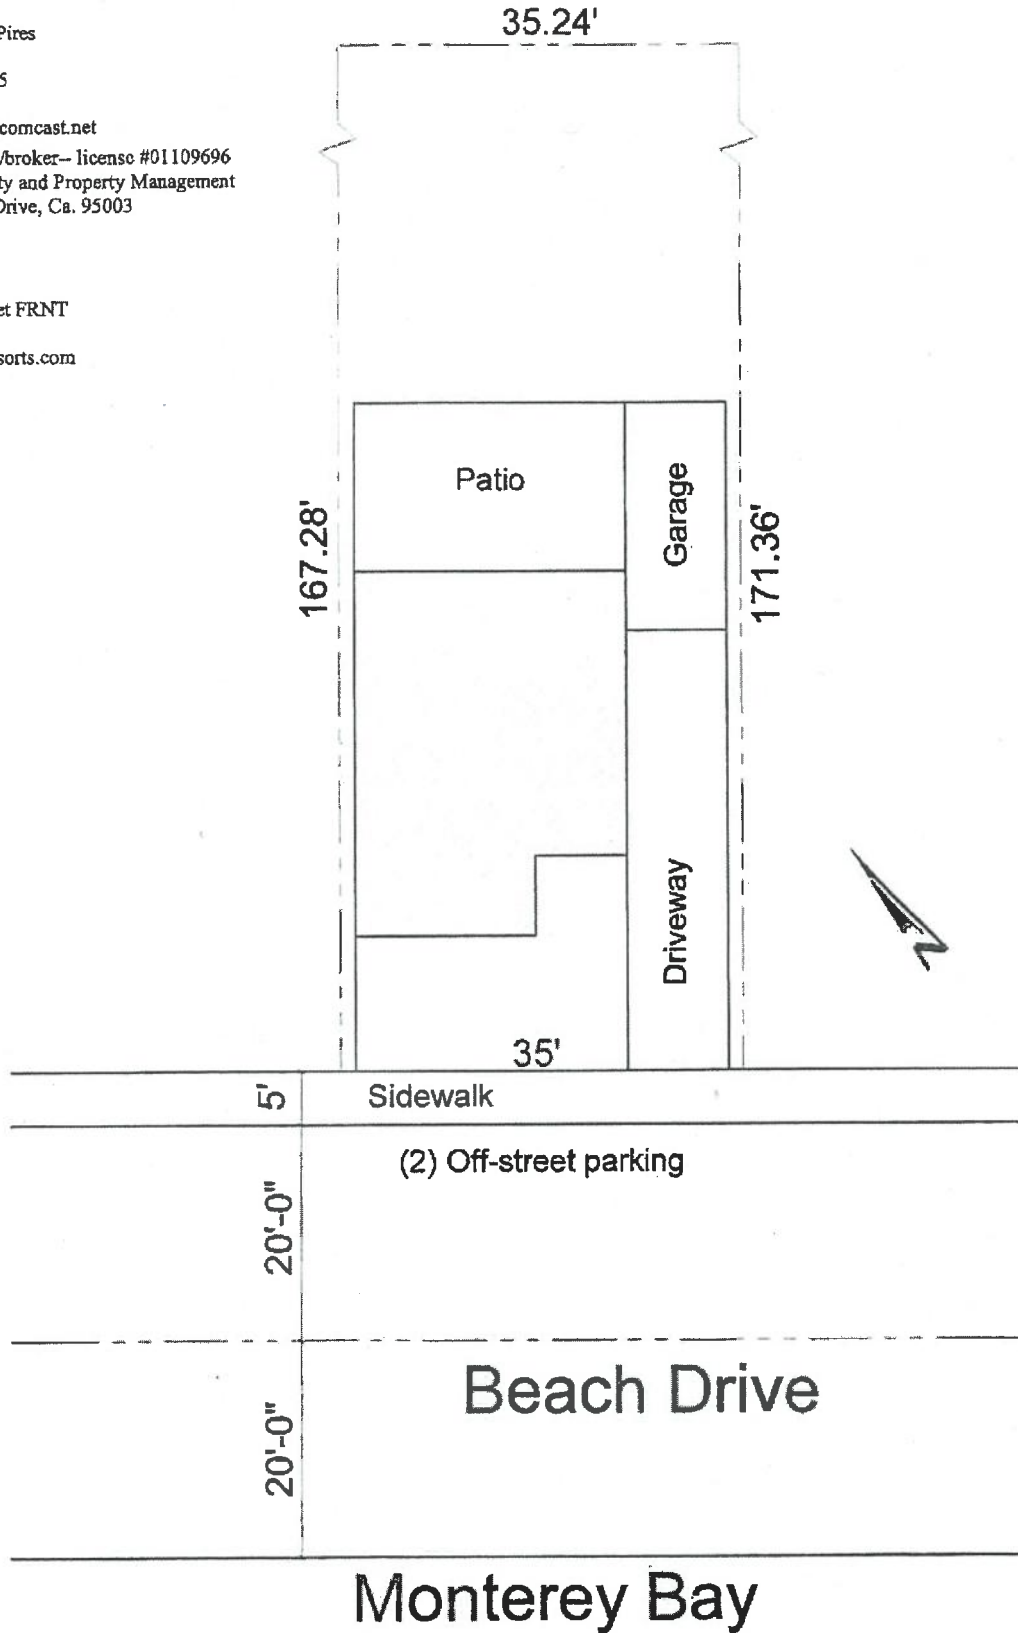 35.24'
Pires
5
comcast.net
/broker-- license #01109696
ty and Property Management
Drive, Ca. 95003
et FRNT
sorts.com
Patio
Garage
167.28'
171.36'
Driveway
35'
5'
Sidewalk
(2) Off-street parking
20'-0"
Beach Drive
20'-0"
Monterey Bay